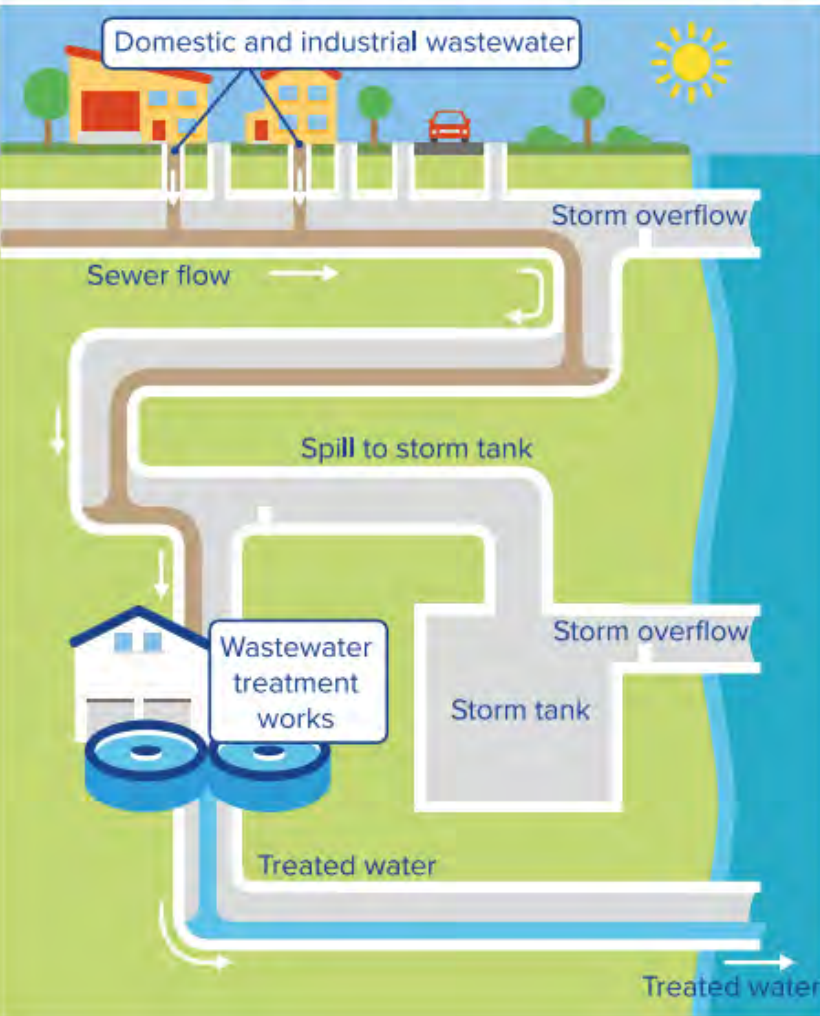 Domestic and industrial wastewater
Storm overflow
Sewer flow
Spill to storm tank
Storm overflow
Wastewater
treatment
works
Storm tank
Treated water
Treated water